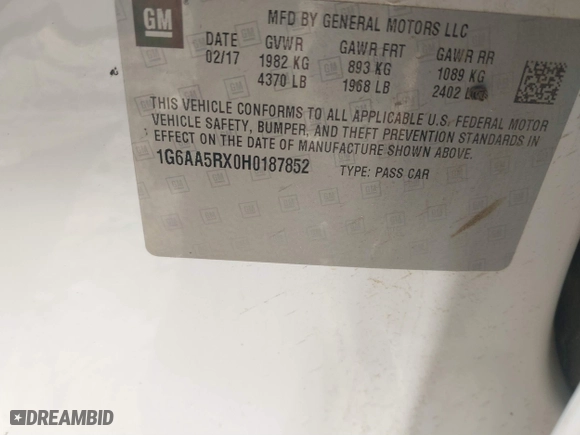 GM
MFD BY GENERAL MOTORS LLC
DATE GVWR GAWR FRT GAWR RR
02/17 1982 KG 893 KG 1089 KG
4370 LB 1968 LB 2402 LB
THIS VEHICLE CONFORMS TO ALL APPLICABLE U.S. FEDERAL MOTOR
VEHICLE SAFETY, BUMPER, AND THEFT PREVENTION STANDARDS IN
EFFECT ON THE DATE OF MANUFACTURE SHOWN ABOVE.
1G6AA5RX0H0187852 TYPE: PASS CAR
DREAMBID